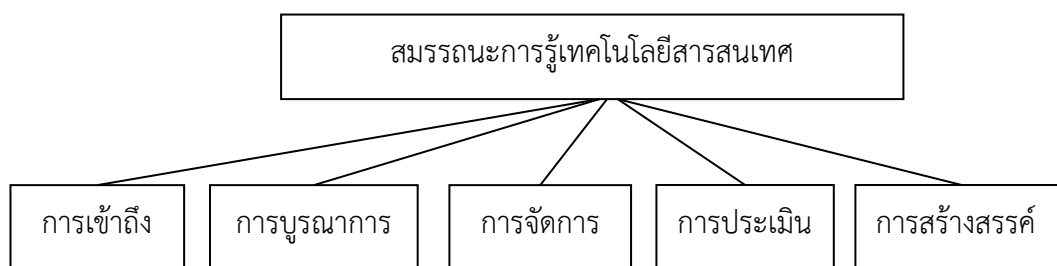 สมรรถนะการรู้เทคโนโลยีสารสนเทศ
การเข้าถึง
การบูรณาการ
การจัดการ
การประเมิน
การสร้างสรรค์